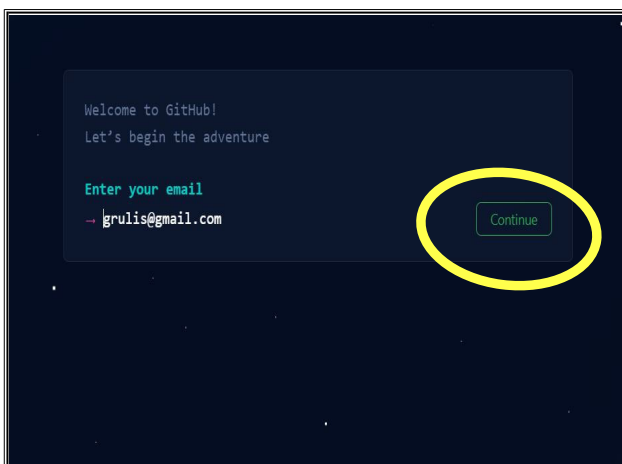 Welcome to GitHub!
Let’s begin the adventure
Enter your email
→ grulis@gmail.com
Continue